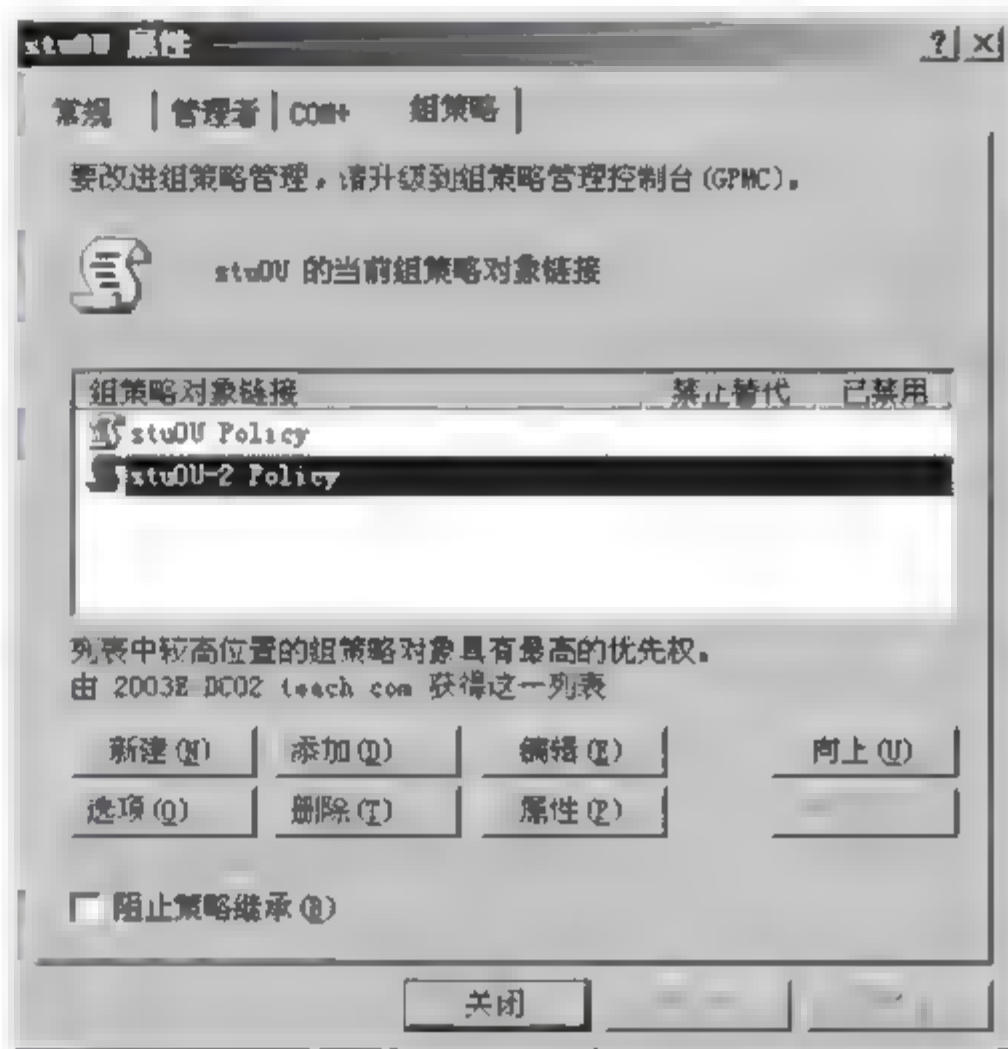 stuOU 属性
常规 管理者 COM+ 组策略
要改进组策略管理，请升级到组策略管理控制台(GPMC)。
stuOU 的当前组策略对象链接
组策略对象链接 禁止替代 已禁用
stuOU Policy
stuOU-2 Policy
列表中较高位置的组策略对象具有最高的优先权。
由 2003E-DC02 teach com 获得这一列表
新建(N) 添加(D) 编辑(E) 向上(U)
选项(O) 删除(T) 属性(P)
阻止策略继承(B)
关闭